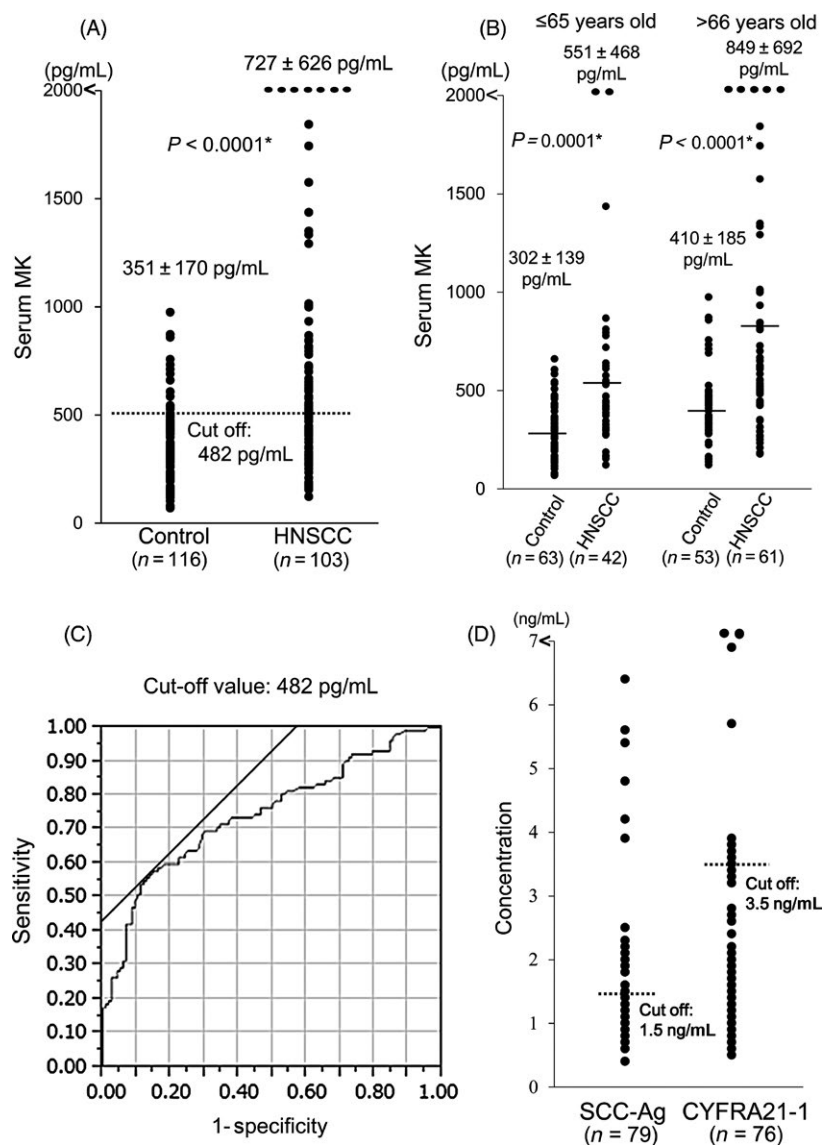 (A)
(pg/mL)
727 ± 626 pg/mL
2000
P < 0.0001*
1500
351 ± 170 pg/mL
Serum MK
1000
500
Cut off:
482 pg/mL
0
Control
HNSCC
(n = 116)
(n = 103)
(B)
≤65 years old
>66 years old
551 ± 468
pg/mL
849 ± 692
pg/mL
(pg/mL)
2000
P = 0.0001*
P < 0.0001*
1500
302 ± 139
pg/mL
410 ± 185
pg/mL
Serum MK
1000
500
0
Control
HNSCC
Control
HNSCC
(n = 63)
(n = 42)
(n = 53)
(n = 61)
(C)
Cut-off value: 482 pg/mL
1.00
0.90
0.80
0.70
0.60
0.50
0.40
0.30
0.20
0.10
0.00
Sensitivity
0.00
0.20
0.40
0.60
0.80
1.00
1-specificity
(D)
(ng/mL)
7
6
5
4
3
2
1
0
Concentration
Cut off:
3.5 ng/mL
Cut off:
1.5 ng/mL
SCC-Ag
CYFRA21-1
(n = 79)
(n = 76)